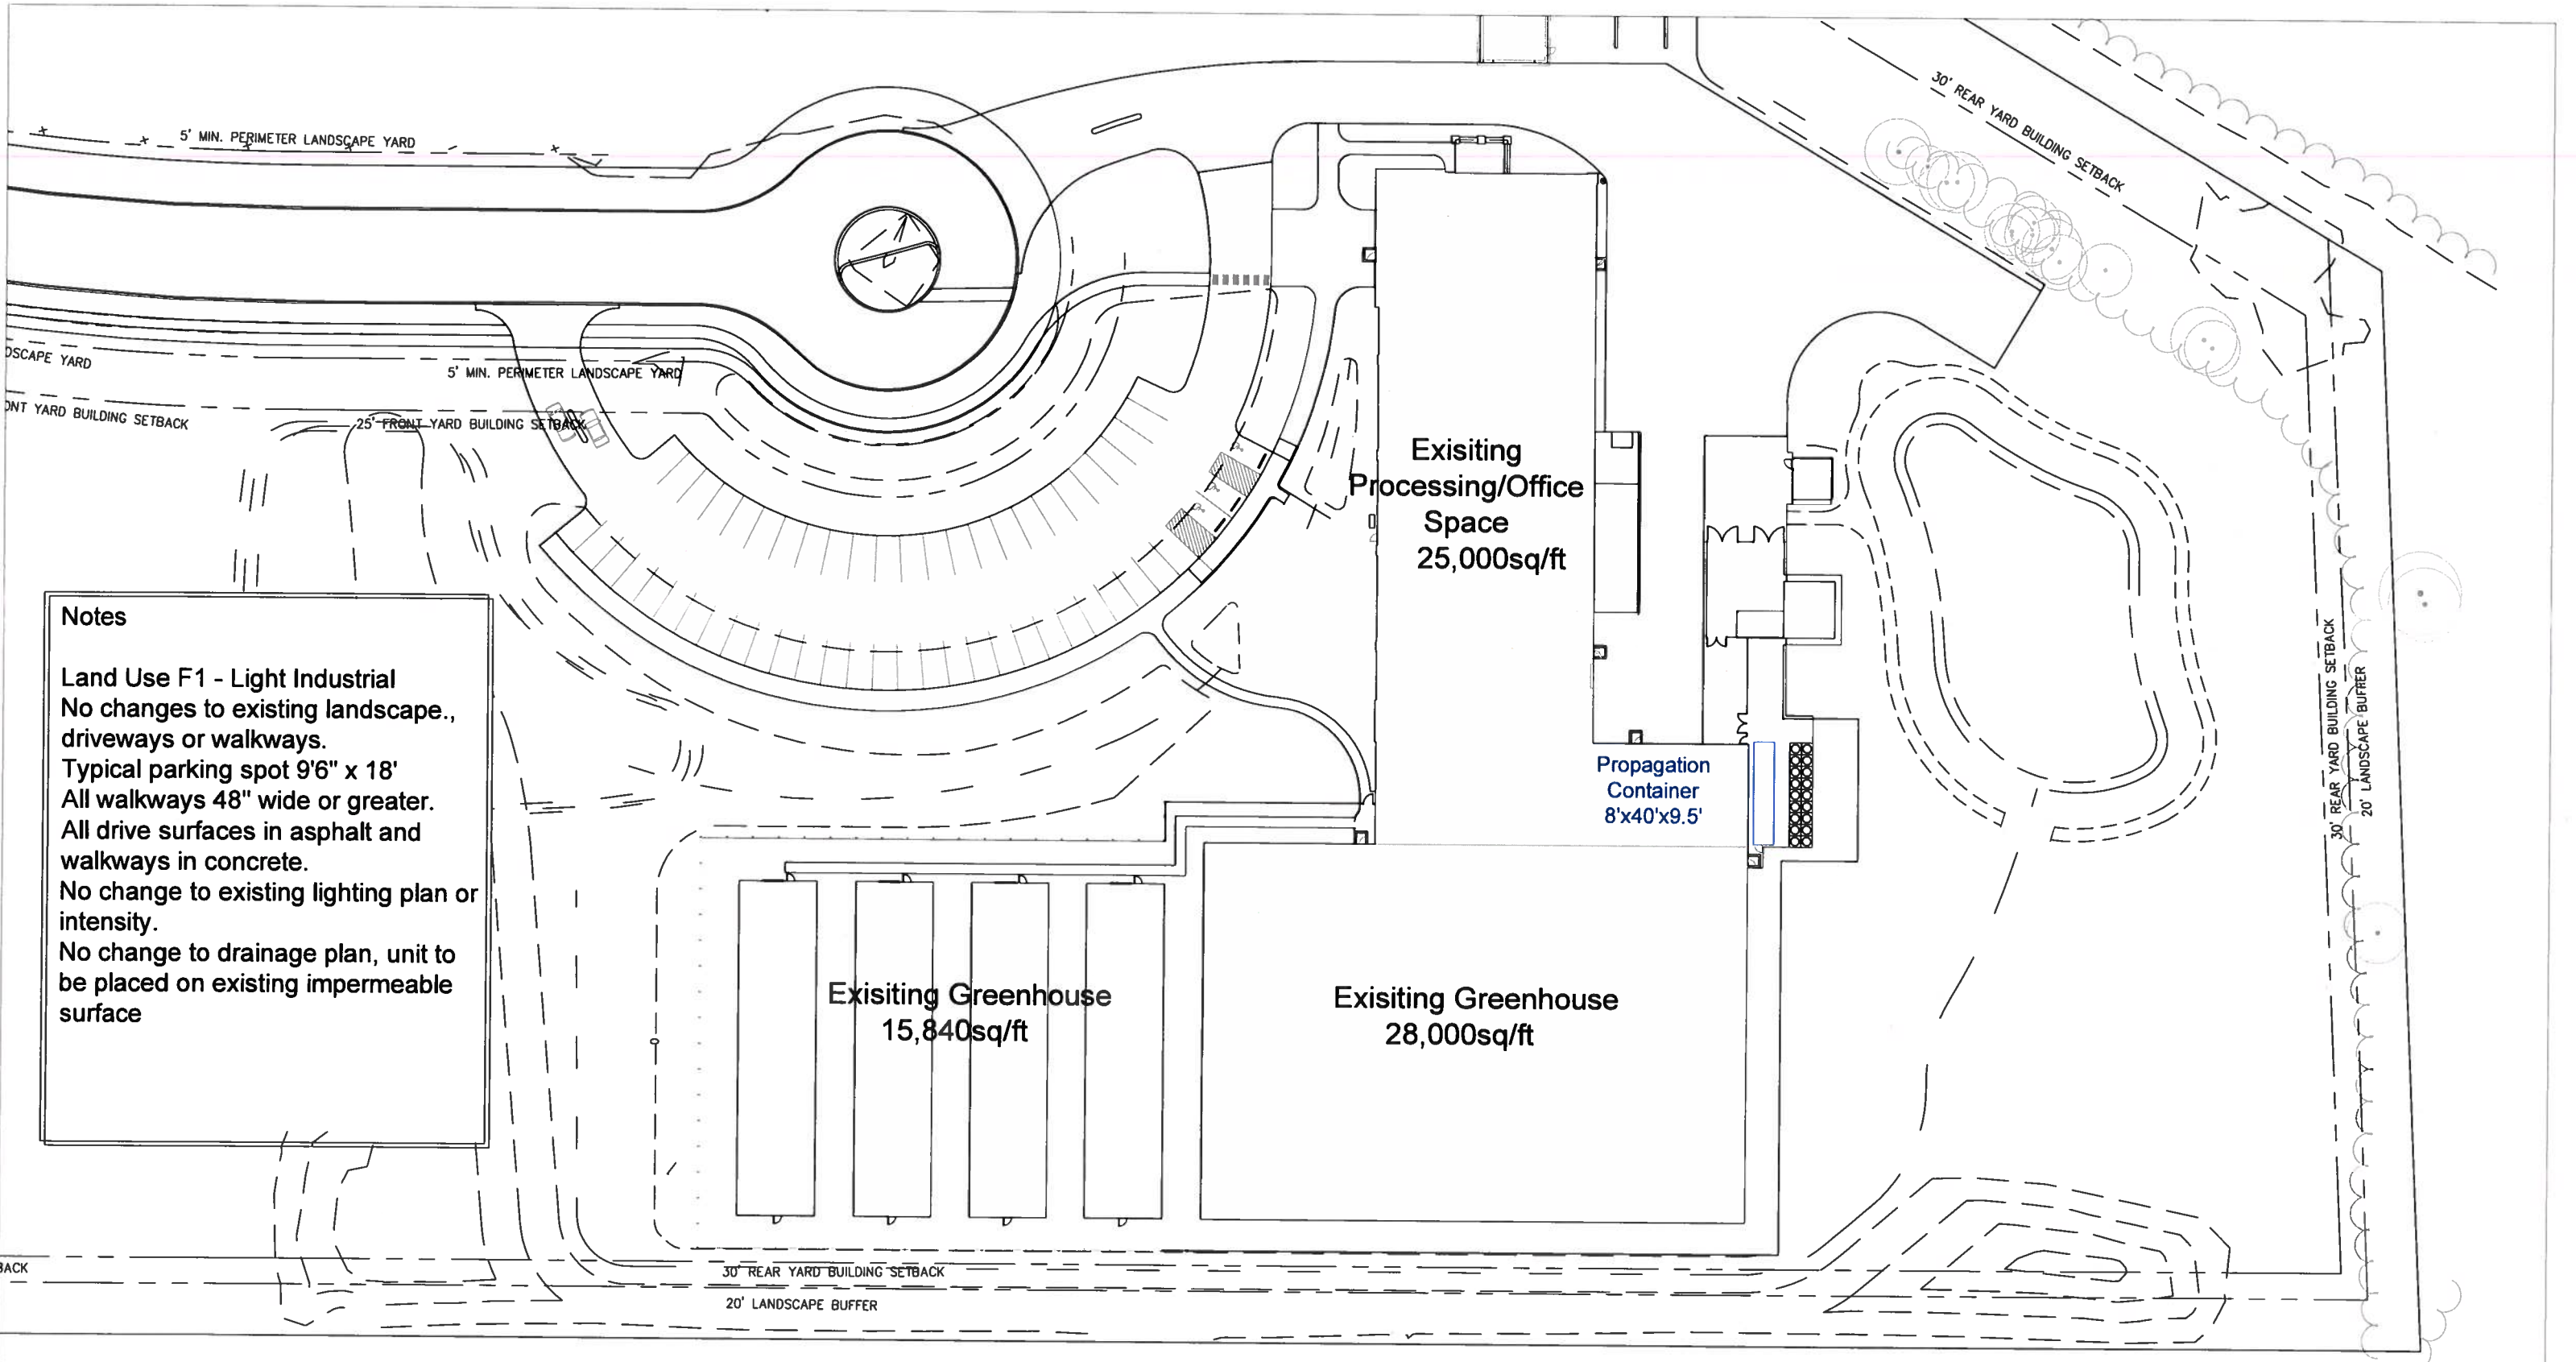 5' MIN. PERIMETER LANDSCAPE YARD
30' REAR YARD BUILDING SETBACK
DSCAPE YARD
5' MIN. PERIMETER LANDSCAPE YARD
ONT YARD BUILDING SETBACK
25' FRONT YARD BUILDING SETBACK
Exisiting
Processing/Office
Space
25,000sq/ft
Notes
Land Use F1 - Light Industrial
No changes to existing landscape.,
driveways or walkways.
Typical parking spot 9'6" x 18'
All walkways 48" wide or greater.
All drive surfaces in asphalt and
walkways in concrete.
No change to existing lighting plan or
intensity.
No change to drainage plan, unit to
be placed on existing impermeable
surface
Propagation
Container
8'x40'x9.5'
30' REAR YARD BUILDING SETBACK
20' LANDSCAPE BUFFER
Exisiting Greenhouse
15,840sq/ft
Exisiting Greenhouse
28,000sq/ft
BACK
30' REAR YARD BUILDING SETBACK
20' LANDSCAPE BUFFER